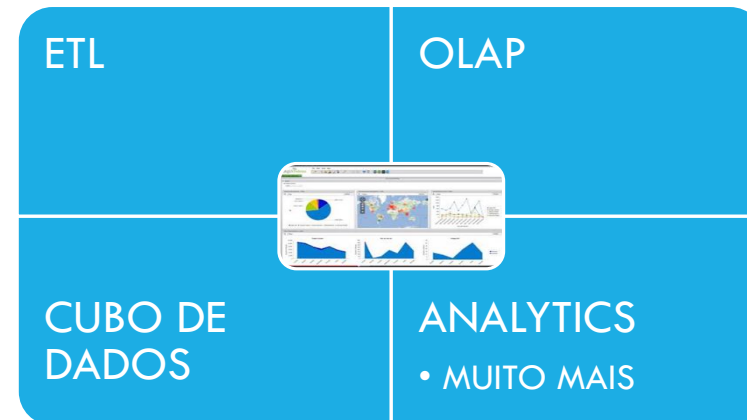 ETL
OLAP
CUBO DE
DADOS
ANALYTICS
• MUITO MAIS